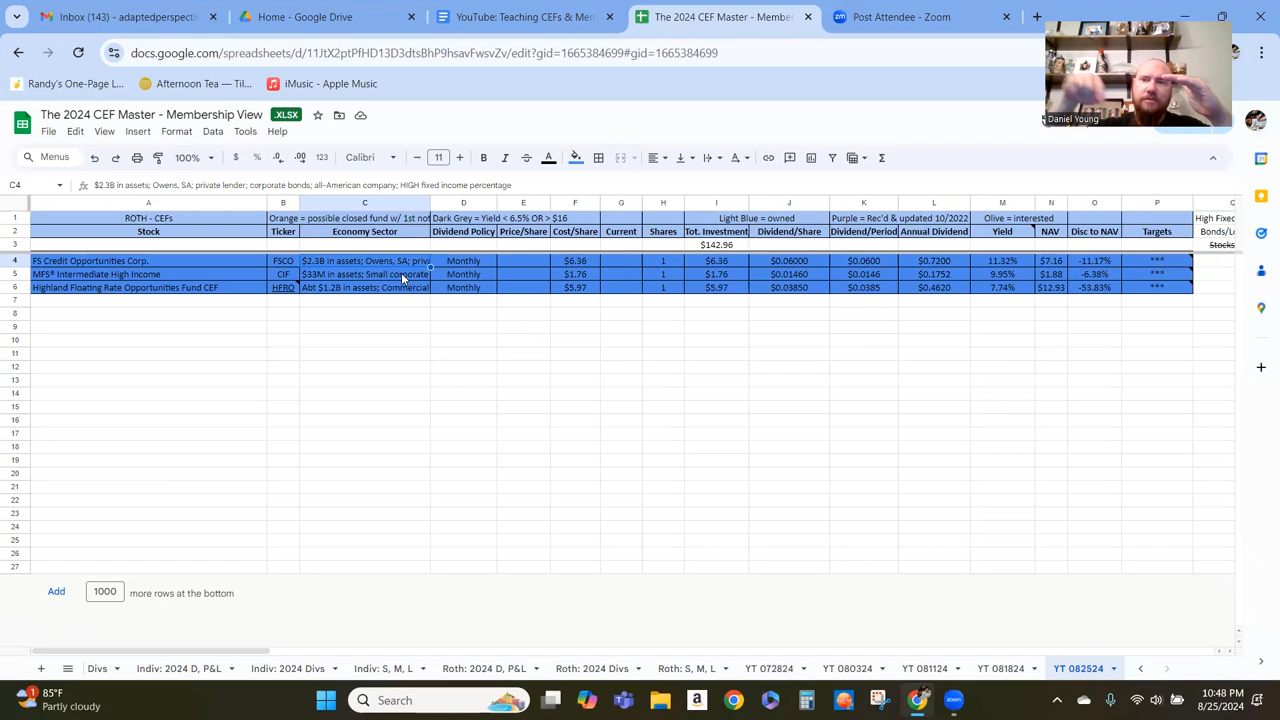 Inbox (143) - adaptedperspecti
Home - Google Drive
YouTube: Teaching CEFs & Men
The 2024 CEF Master - Member
Post Attendee - Zoom
docs.google.com/spreadsheets/d/11JtX2ptPfHD13D3dtsBhP9hsavFwsvZv/edit?gid=1665384699#gid=1665384699
Randy's One-Page L
Afternoon Tea — Til...
iMusic - Apple Music
Daniel Young
The 2024 CEF Master - Membership View
.XLSX
File Edit View Insert Format Data Tools Help
Menus 100% $ % .0 .00 123 Calibri 11 B I A
C4 $2.3B in assets; Owens, SA; private lender; corporate bonds; all-American company; HIGH fixed income percentage
A B C D E F G H I J K L M N O P
1 ROTH - CEFs Orange = possible closed fund w/ 1st not Dark Grey = Yield < 6.5% OR > $16 Light Blue = owned Purple = Rec'd & updated 10/2022 Olive = interested High Fixed
2 Stock Ticker Economy Sector Dividend Policy Price/Share Cost/Share Current Shares Tot. Investment Dividend/Share Dividend/Period Annual Dividend Yield NAV Disc to NAV Targets Bonds/Lo
3 $142.96 Stocks
4 FS Credit Opportunities Corp. FSCO $2.3B in assets; Owens, SA; priv Monthly $6.36 1 $6.36 $0.06000 $0.0600 $0.7200 11.32% $7.16 -11.17% ***
5 MFS® Intermediate High Income CIF $33M in assets; Small corporate Monthly $1.76 1 $1.76 $0.01460 $0.0146 $0.1752 9.95% $1.88 -6.38% ***
6 Highland Floating Rate Opportunities Fund CEF HFRO Abt $1.2B in assets; Commercial Monthly $5.97 1 $5.97 $0.03850 $0.0385 $0.4620 7.74% $12.93 -53.83% ***
7
8
9
10
11
12
13
14
15
16
17
18
19
20
21
22
23
24
25
26
27
Add 1000 more rows at the bottom
Divs Indiv: 2024 D, P&L Indiv: 2024 Divs Indiv: S, M, L Roth: 2024 D, P&L Roth: 2024 Divs Roth: S, M, L YT 072824 YT 080324 YT 081124 YT 081824 YT 082524
1
85°F
Partly cloudy
Search
10:48 PM
8/25/2024